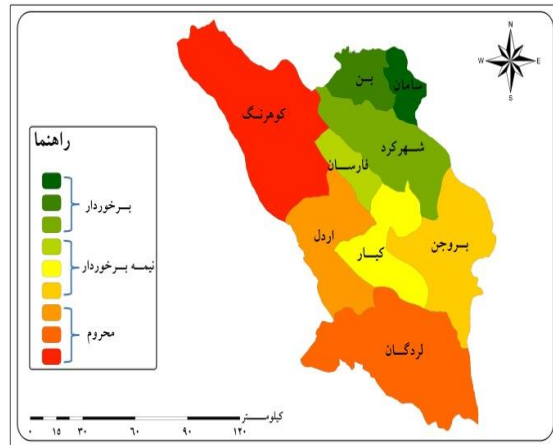 N
W
E
S
سامان
بن
کوهرنگ
شهرکرد
فارسان
راهنما
برخوردار
نیمه برخوردار
محروم
اردل
کیار
بروجن
لردگان
کیلومستر
۰ ۱۵ ۳۰ ۶۰ ۹۰ ۱۲۰